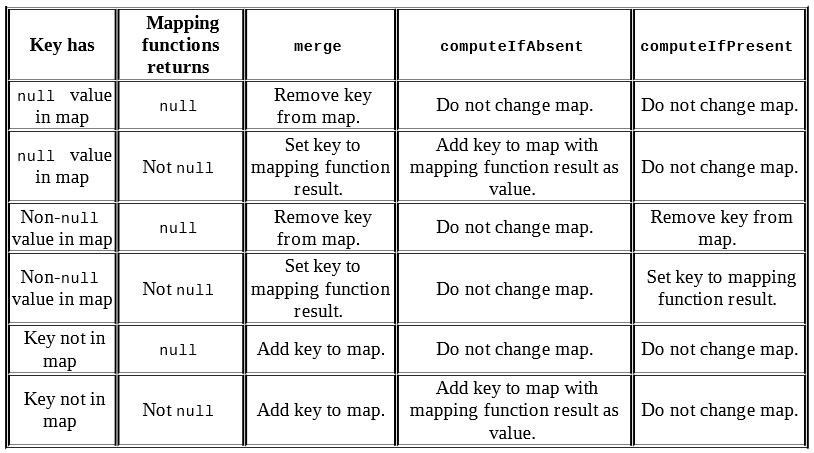 Key has
Mapping
functions
returns
merge
computeIfAbsent
computeIfPresent
null value
in map
null
Remove key
from map.
Do not change map.
Do not change map.
null value
in map
Not null
Set key to
mapping function
result.
Add key to map with
mapping function result as
value.
Do not change map.
Non-null
value in map
null
Remove key
from map.
Do not change map.
Remove key from
map.
Non-null
value in map
Not null
Set key to
mapping function
result.
Do not change map.
Set key to mapping
function result.
Key not in
map
null
Add key to map.
Do not change map.
Do not change map.
Key not in
map
Not null
Add key to map.
Add key to map with
mapping function result as
value.
Do not change map.